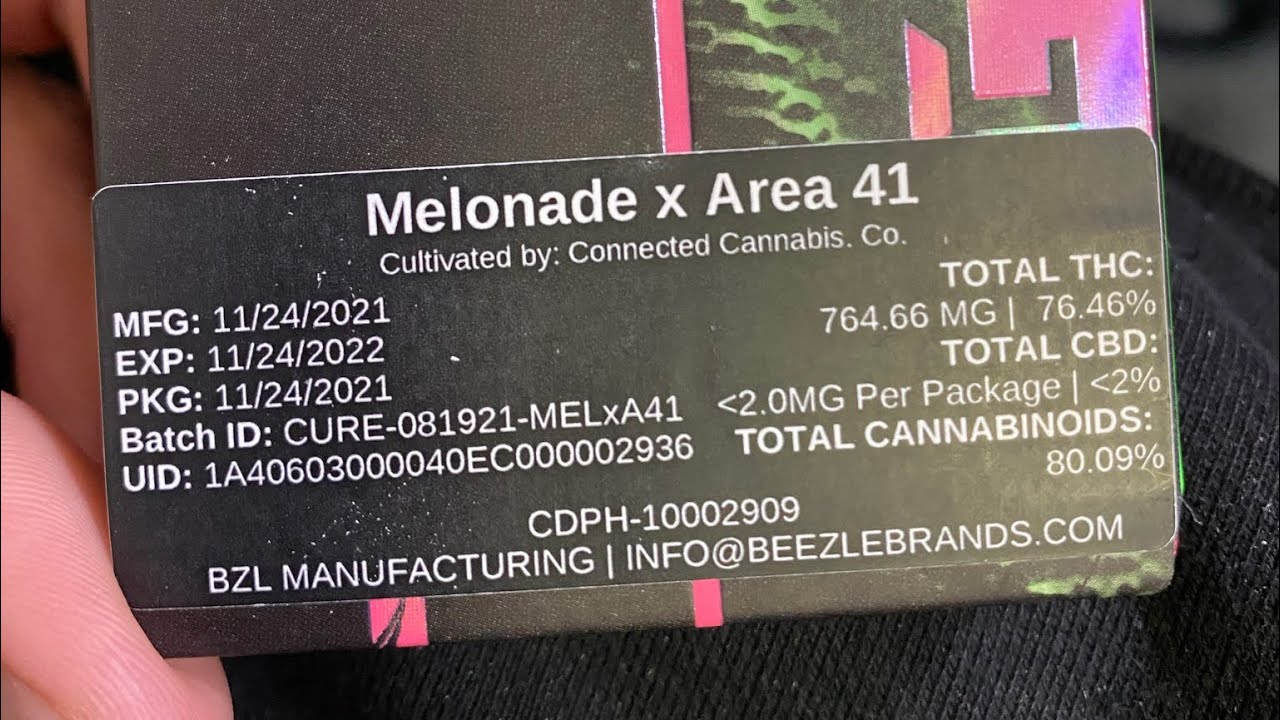 Melonade x Area 41
Cultivated by: Connected Cannabis. Co.
MFG: 11/24/2021
EXP: 11/24/2022
PKG: 11/24/2021
Batch ID: CURE-081921-MELxA41
UID: 1A40603000040EC000002936
TOTAL THC:
764.66 MG | 76.46%
TOTAL CBD:
<2.0MG Per Package | <2%
TOTAL CANNABINOIDS:
80.09%
CDPH-10002909
BZL MANUFACTURING | INFO@BEEZLEBRANDS.COM